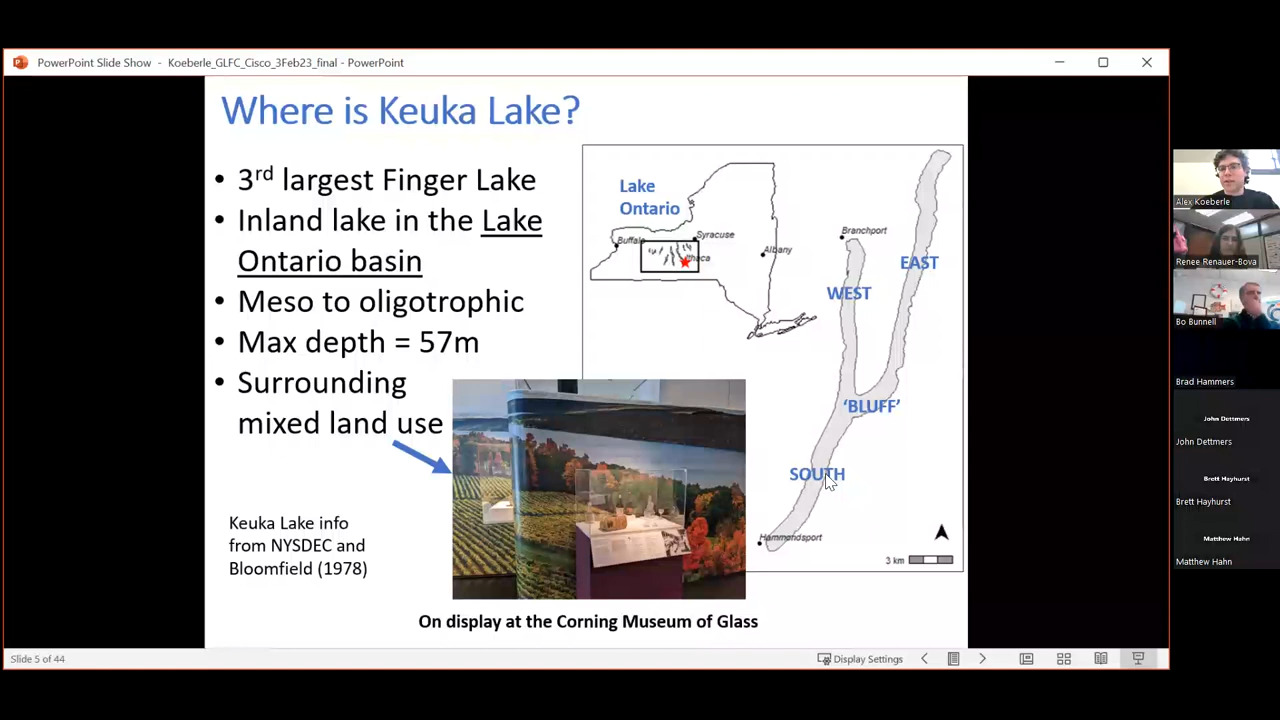 PowerPoint Slide Show - Koeberle_GLFC_Cisco_3Feb23_final - PowerPoint
Where is Keuka Lake?
• 3rd largest Finger Lake
• Inland lake in the Lake
Ontario basin
• Meso to oligotrophic
• Max depth = 57m
• Surrounding
mixed land use
Keuka Lake info
from NYSDEC and
Bloomfield (1978)
Lake
Ontario
Buffalo
Syracuse
Ithaca
Albany
Branchport
EAST
WEST
'BLUFF'
SOUTH
Hammondsport
3 km
On display at the Corning Museum of Glass
Slide 5 of 44
Display Settings
Alex Koeberle
Renee Renauer-Bova
Bo Bunnell
Brad Hammers
John Dettmers
John Dettmers
Brett Hayhurst
Brett Hayhurst
Matthew Hahn
Matthew Hahn